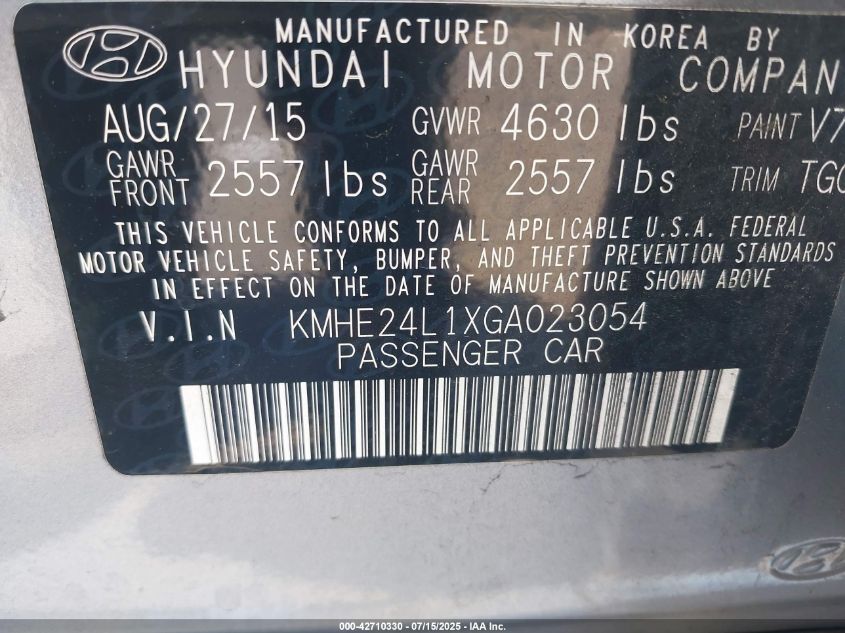 MANUFACTURED IN KOREA BY
HYUNDAI MOTOR COMPAN
AUG/27/15 GVWR 4630 lbs PAINT V7
GAWR FRONT 2557 lbs GAWR REAR 2557 lbs TRIM TGC
THIS VEHICLE CONFORMS TO ALL APPLICABLE U.S.A. FEDERAL
MOTOR VEHICLE SAFETY, BUMPER, AND THEFT PREVENTION STANDARDS
IN EFFECT ON THE DATE OF MANUFACTURE SHOWN ABOVE
V.I.N KMHE24L1XGA023054
PASSENGER CAR
000-42710330 - 07/15/2025 - IAA Inc.